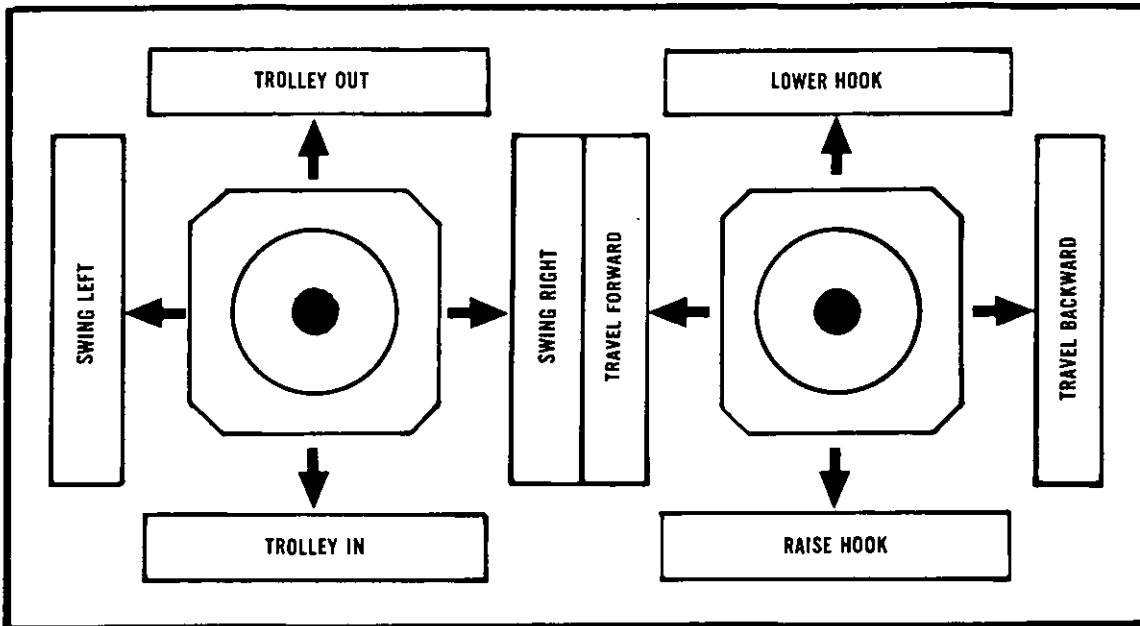 TROLLEY OUT
LOWER HOOK
SWING LEFT
SWING RIGHT
TRAVEL FORWARD
TRAVEL BACKWARD
TROLLEY IN
RAISE HOOK